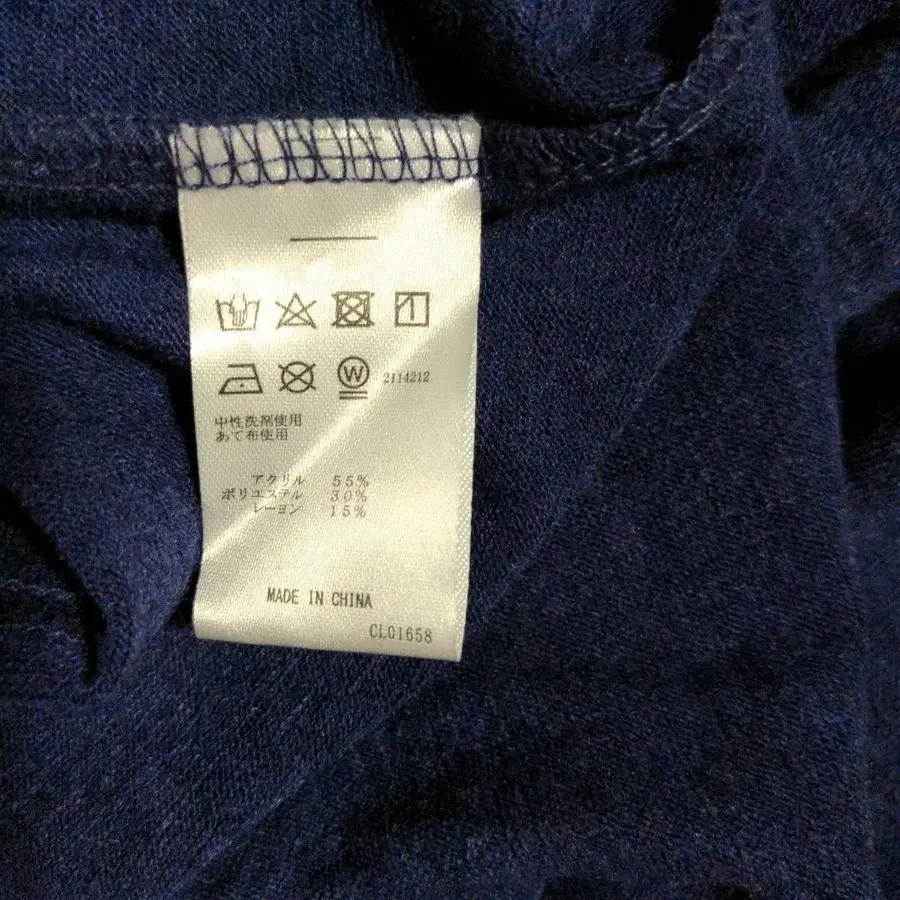 W 2114212
中性洗剤使用
あて布使用
アクリル 55%
ポリエステル 30%
レーヨン 15%
MADE IN CHINA
CL01658